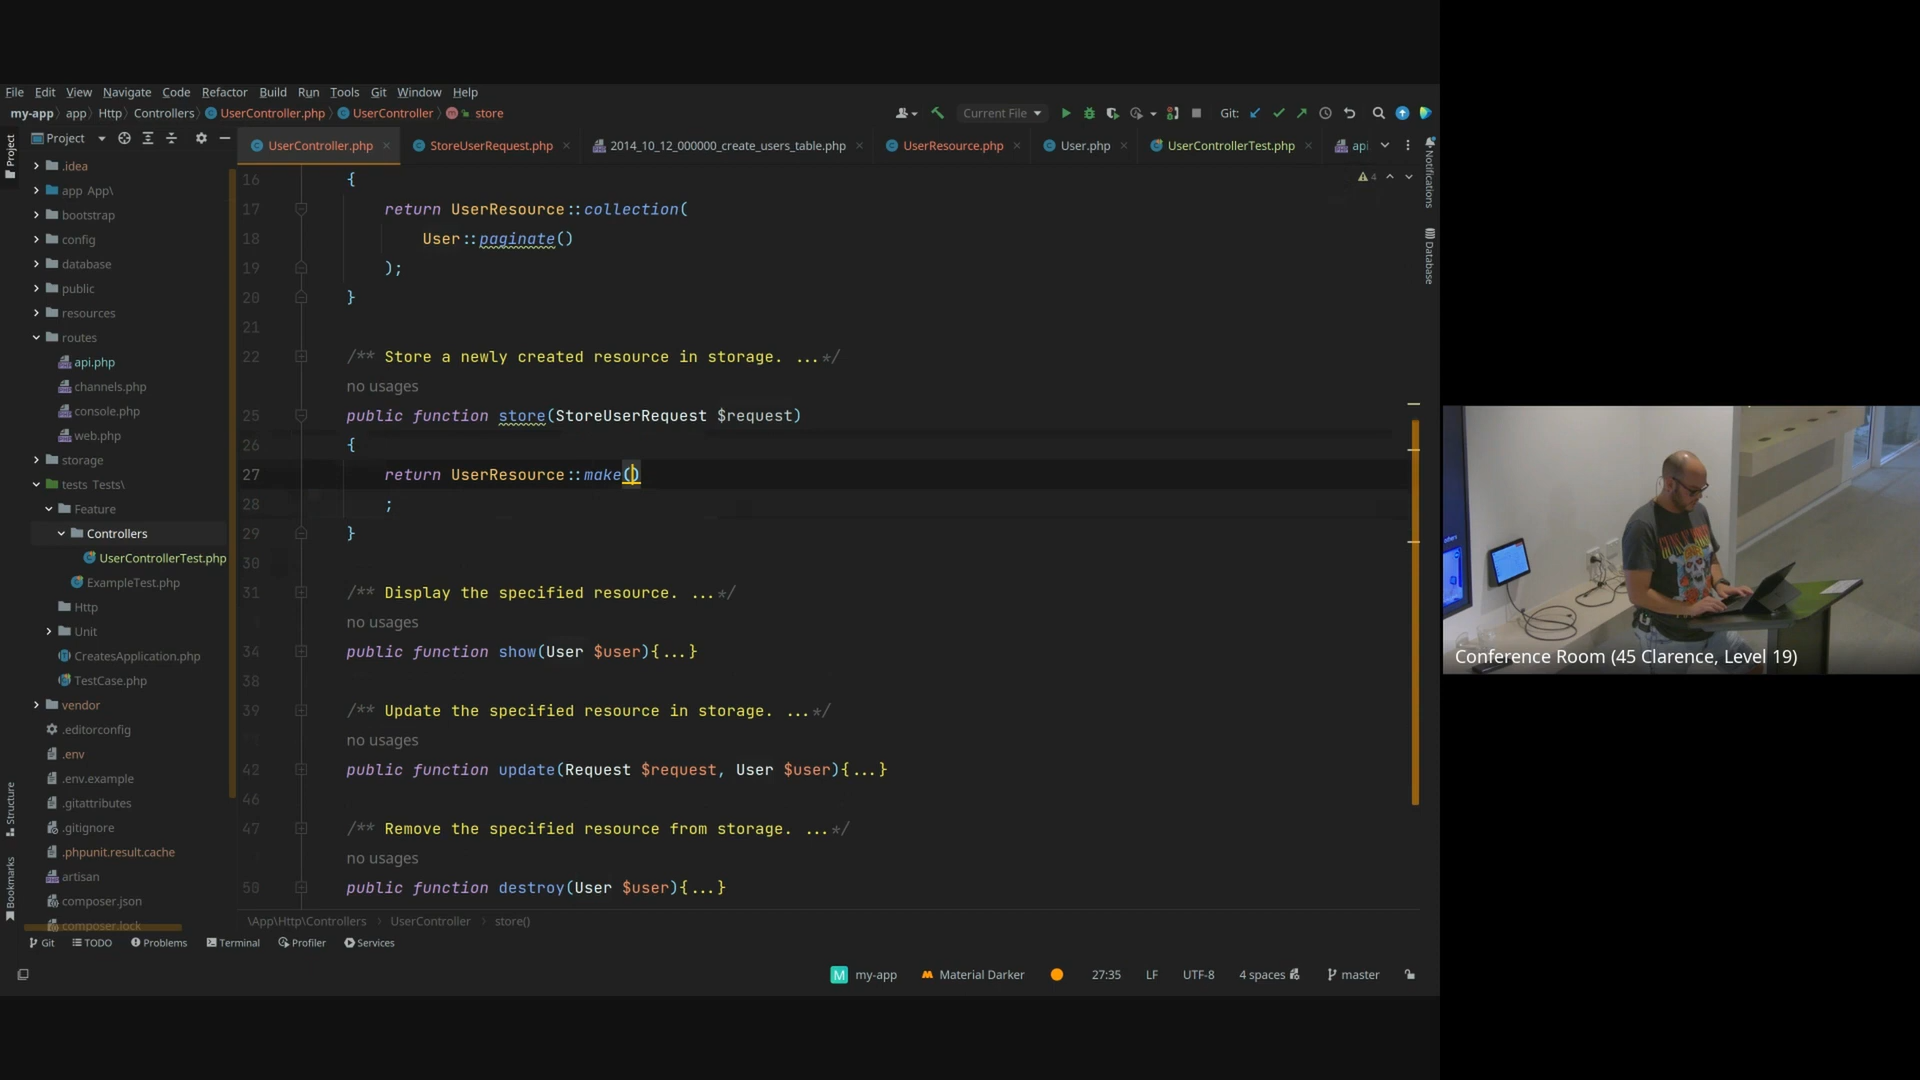 File Edit View Navigate Code Refactor Build Run Tools Git Window Help
my-app app Http Controllers UserController.php UserController store
Current File
Git:
Project
UserController.php StoreUserRequest.php 2014_10_12_000000_create_users_table.php UserResource.php User.php UserControllerTest.php api
Project
Notifications
Database
Structure
Bookmarks
.idea
app App\
bootstrap
config
database
public
resources
routes
api.php
channels.php
console.php
web.php
storage
tests Tests\
Feature
Controllers
UserControllerTest.php
ExampleTest.php
Http
Unit
CreatesApplication.php
TestCase.php
vendor
.editorconfig
.env
.env.example
.gitattributes
.gitignore
.phpunit.result.cache
artisan
composer.json
composer.lock
4
16 {
17 return UserResource::collection(
18 User::paginate()
19 );
20 }
21
22 /** Store a newly created resource in storage. ...*/
no usages
25 public function store(StoreUserRequest $request)
26 {
27 return UserResource::make()
28 ;
29 }
30
31 /** Display the specified resource. ...*/
no usages
34 public function show(User $user){...}
38
39 /** Update the specified resource in storage. ...*/
no usages
42 public function update(Request $request, User $user){...}
46
47 /** Remove the specified resource from storage. ...*/
no usages
50 public function destroy(User $user){...}
\App\Http\Controllers UserController store()
Git TODO Problems Terminal Profiler Services
M my-app Material Darker 27:35 LF UTF-8 4 spaces master
Conference Room (45 Clarence, Level 19)